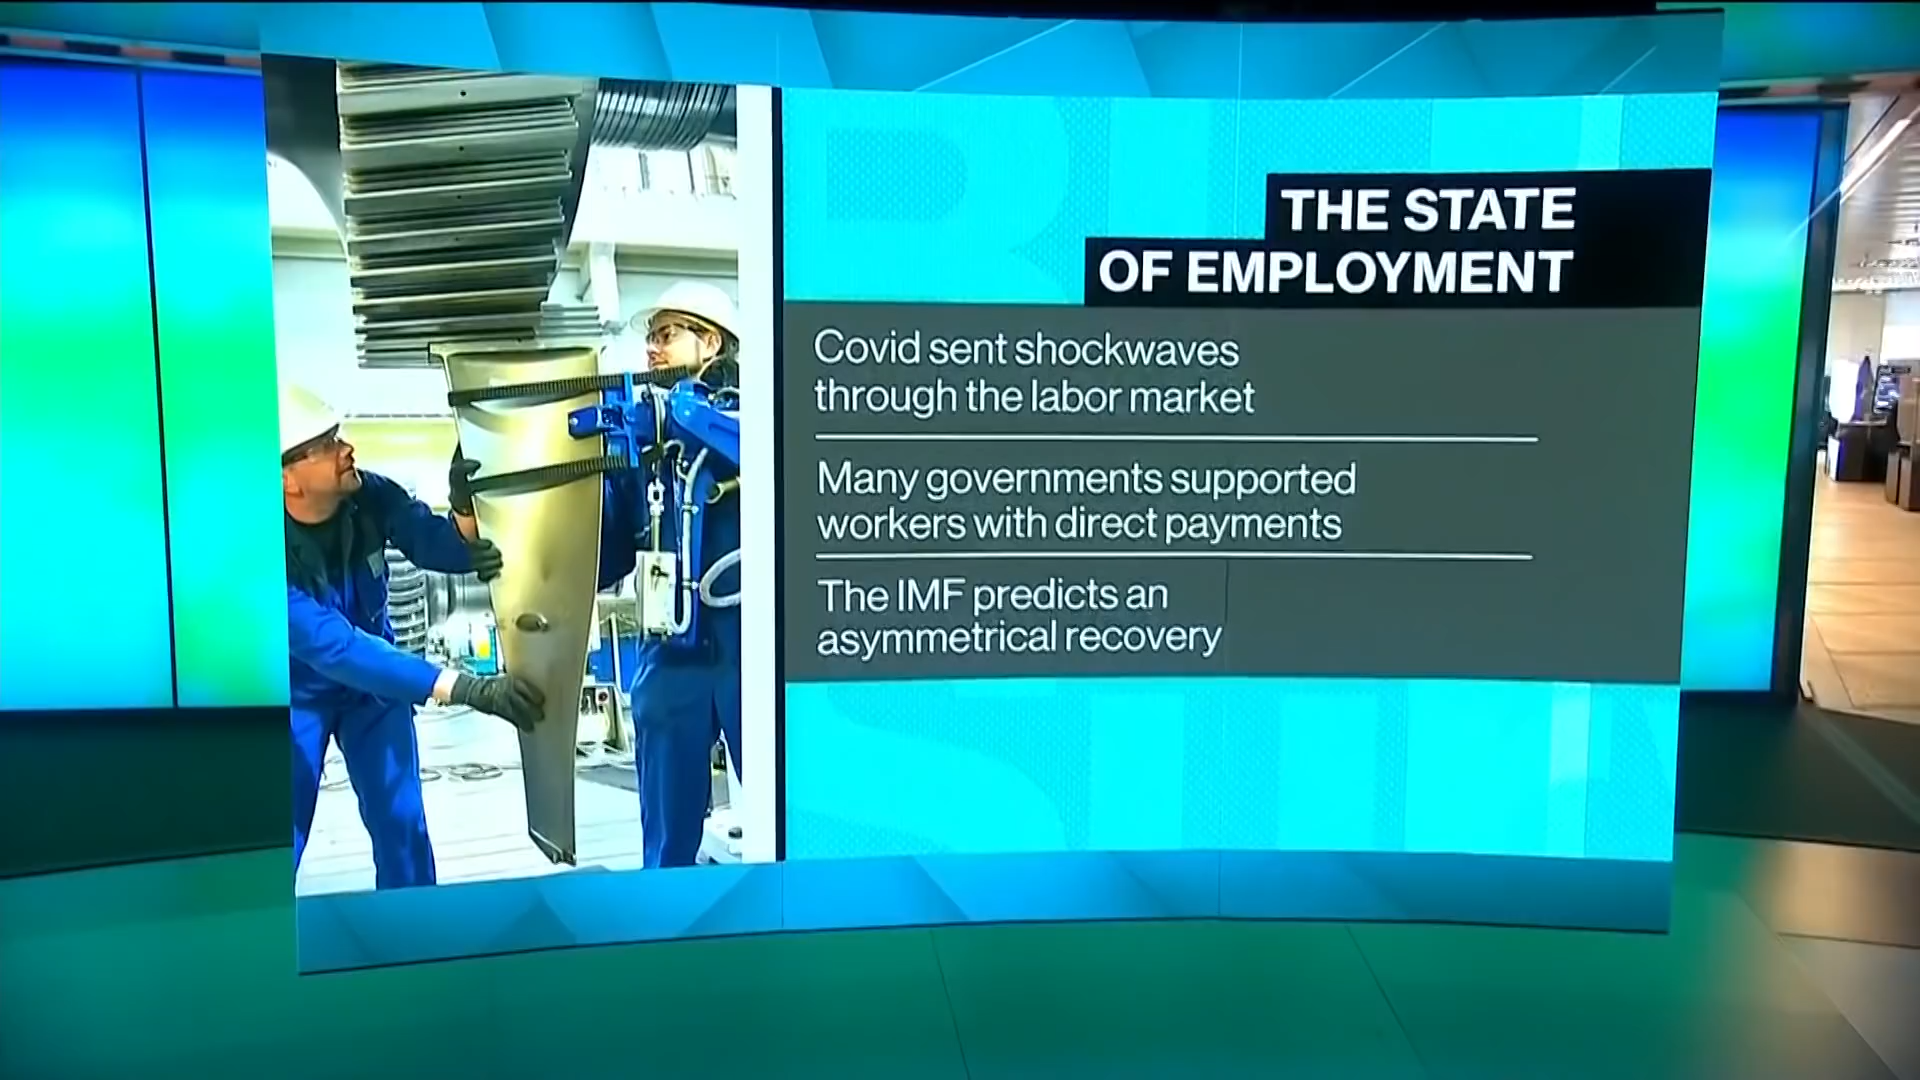 THE STATE
OF EMPLOYMENT
Covid sent shockwaves
through the labor market
Many governments supported
workers with direct payments
The IMF predicts an
asymmetrical recovery